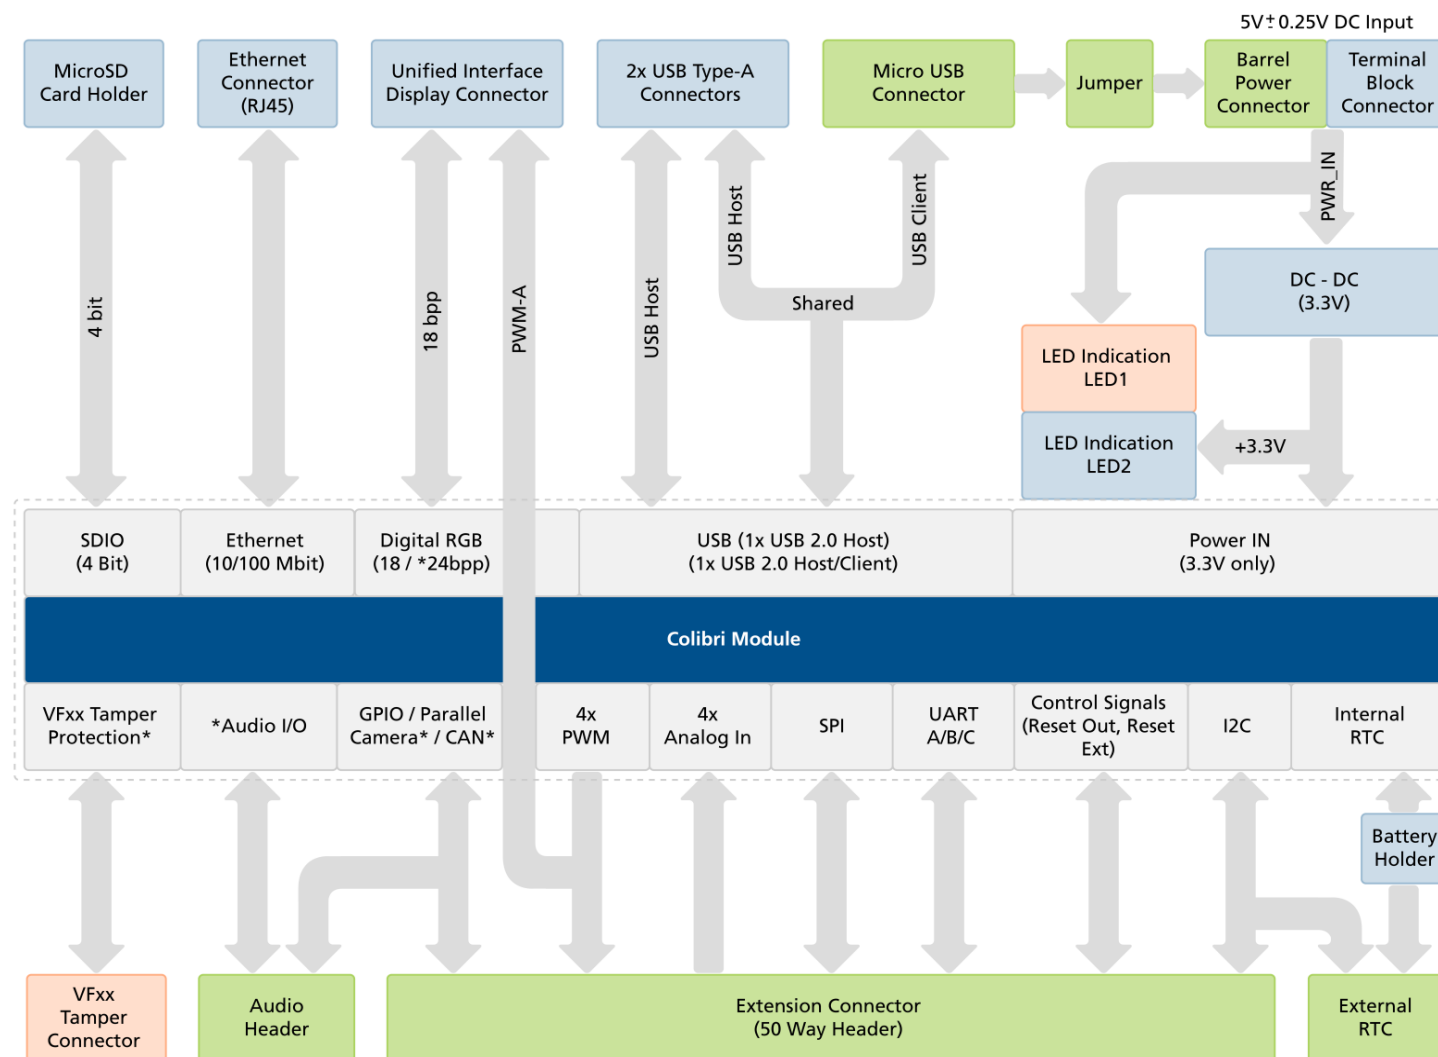 5V±0.25V DC Input
MicroSD
Card Holder
Ethernet
Connector
(RJ45)
Unified Interface
Display Connector
2x USB Type-A
Connectors
Micro USB
Connector
Jumper
Barrel
Power
Connector
Terminal
Block
Connector
4 bit
18 bpp
PWM-A
USB Host
USB Host
Shared
USB Client
PWR_IN
DC - DC
(3.3V)
LED Indication
LED1
LED Indication
LED2
+3.3V
SDIO
(4 Bit)
Ethernet
(10/100 Mbit)
Digital RGB
(18 / *24bpp)
USB (1x USB 2.0 Host)
(1x USB 2.0 Host/Client)
Power IN
(3.3V only)
Colibri Module
VFxx Tamper
Protection*
*Audio I/O
GPIO / Parallel
Camera* / CAN*
4x
PWM
4x
Analog In
SPI
UART
A/B/C
Control Signals
(Reset Out, Reset
Ext)
I2C
Internal
RTC
Battery
Holder
VFxx
Tamper
Connector
Audio
Header
Extension Connector
(50 Way Header)
External
RTC